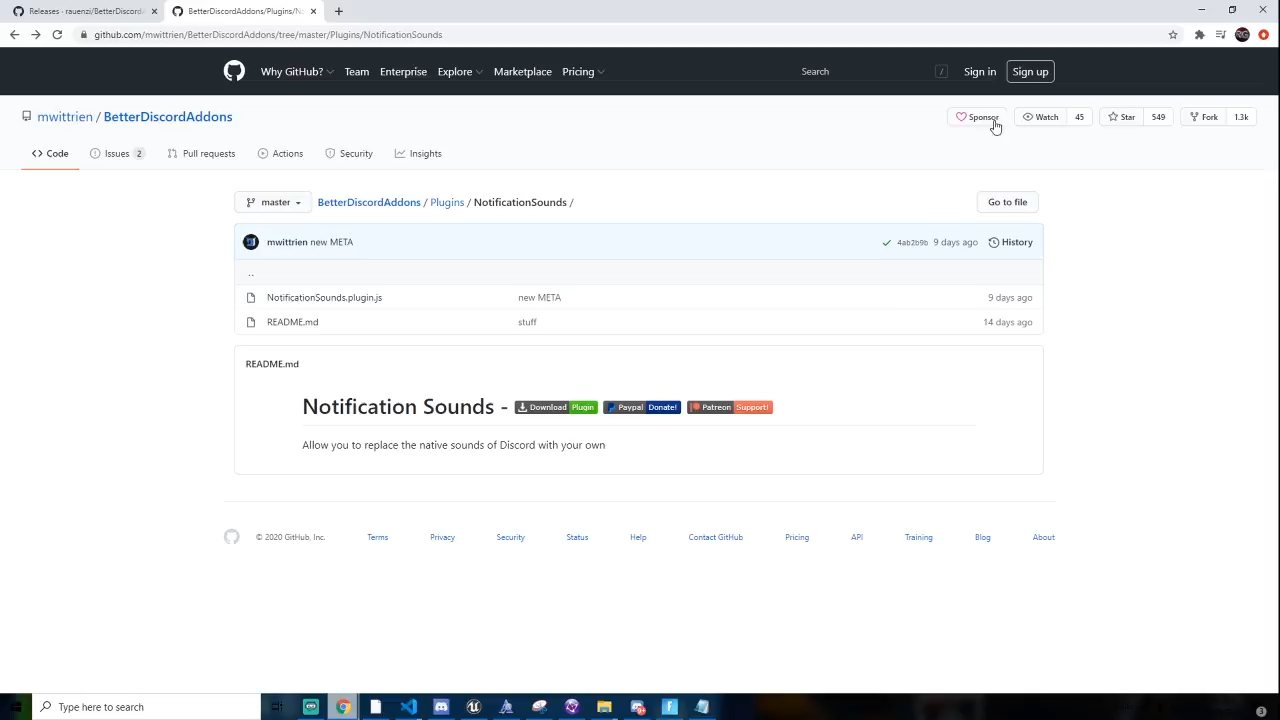 Releases · rauenzi/BetterDiscordA
BetterDiscordAddons/Plugins/No
github.com/mwittrien/BetterDiscordAddons/tree/master/Plugins/NotificationSounds
Why GitHub? Team Enterprise Explore Marketplace Pricing Search / Sign in Sign up
mwittrien / BetterDiscordAddons Sponsor Watch 45 Star 549 Fork 1.3k
<> Code Issues 2 Pull requests Actions Security Insights
master BetterDiscordAddons / Plugins / NotificationSounds / Go to file
mwittrien new META 4ab2b9b 9 days ago History
..
NotificationSounds.plugin.js new META 9 days ago
README.md stuff 14 days ago
README.md
Notification Sounds - Download Plugin Paypal Donate! Patreon Support!
Allow you to replace the native sounds of Discord with your own
© 2020 GitHub, Inc. Terms Privacy Security Status Help Contact GitHub Pricing API Training Blog About
Type here to search